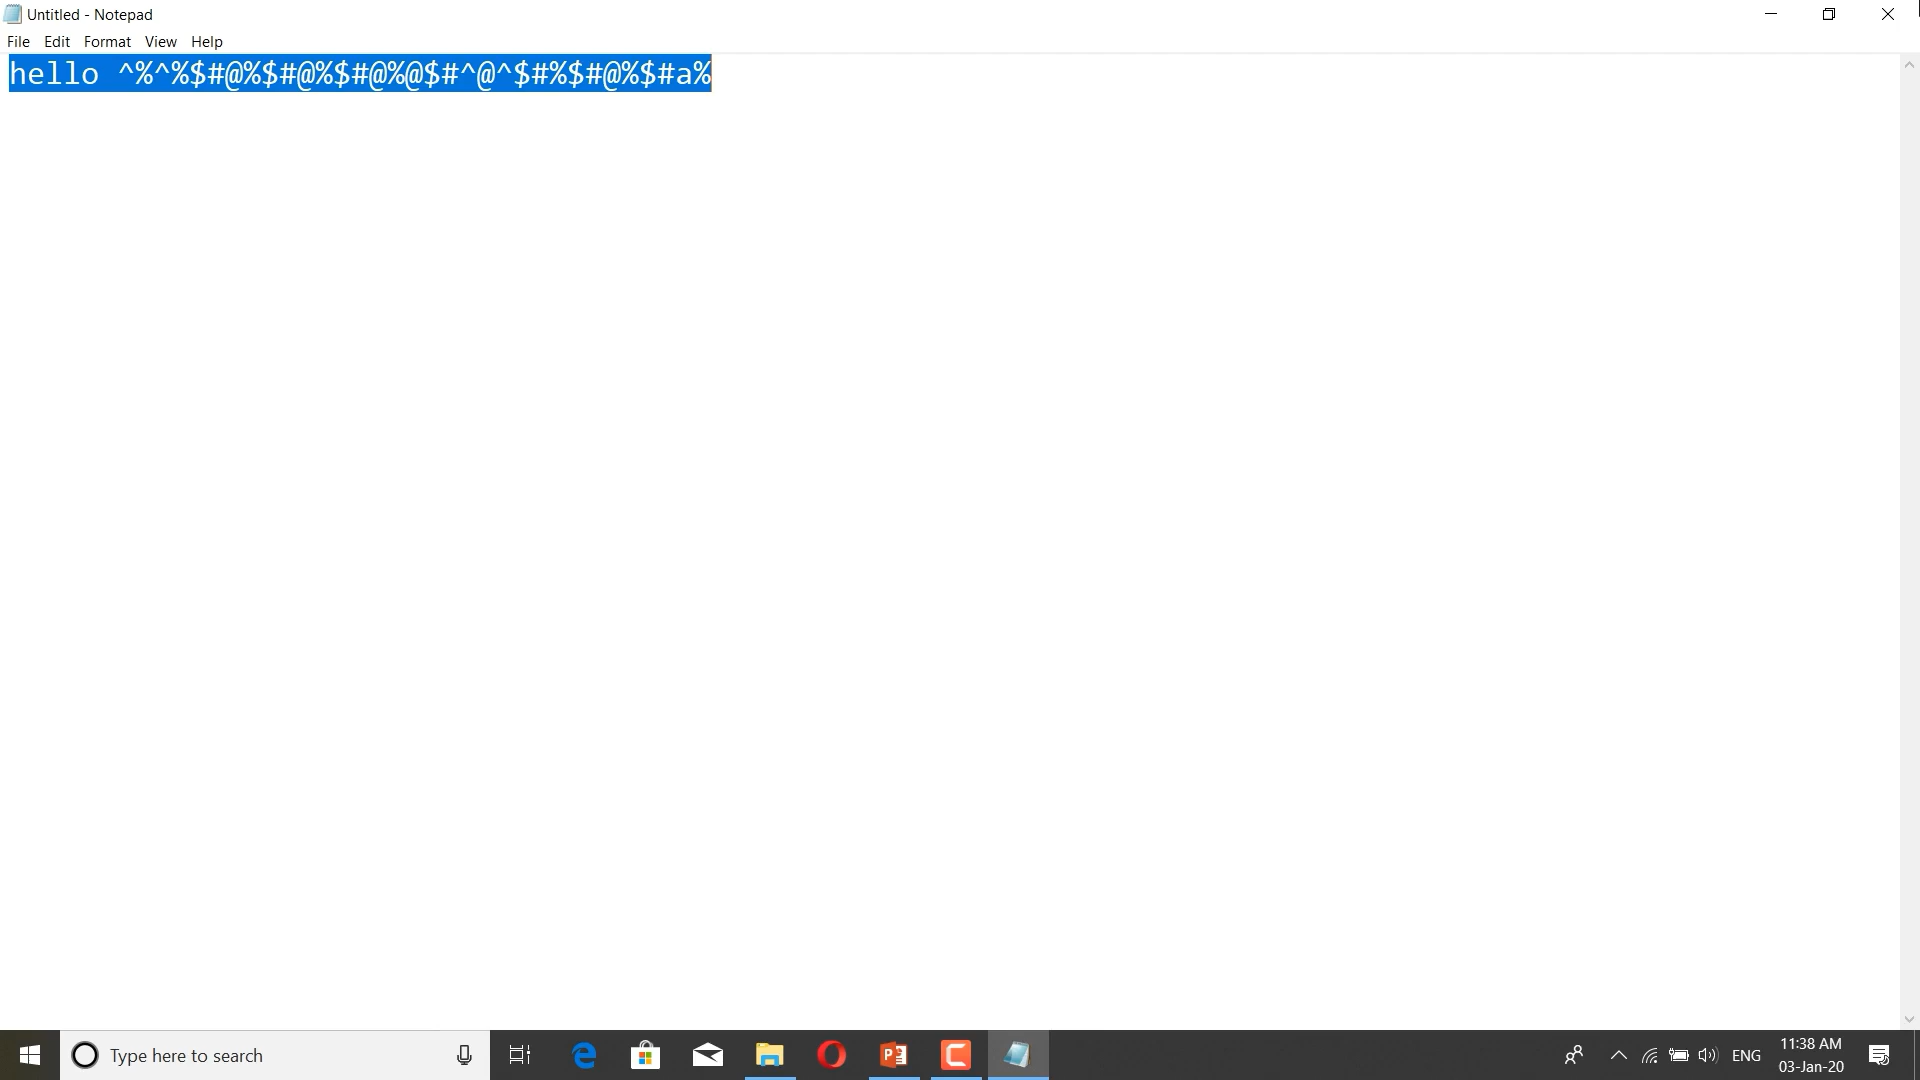 Untitled - Notepad
File Edit Format View Help
hello ^%^%$#@%$#@%$#@%@$#^@^$#%$#@%$#a%
Type here to search
ENG
11:38 AM
03-Jan-20